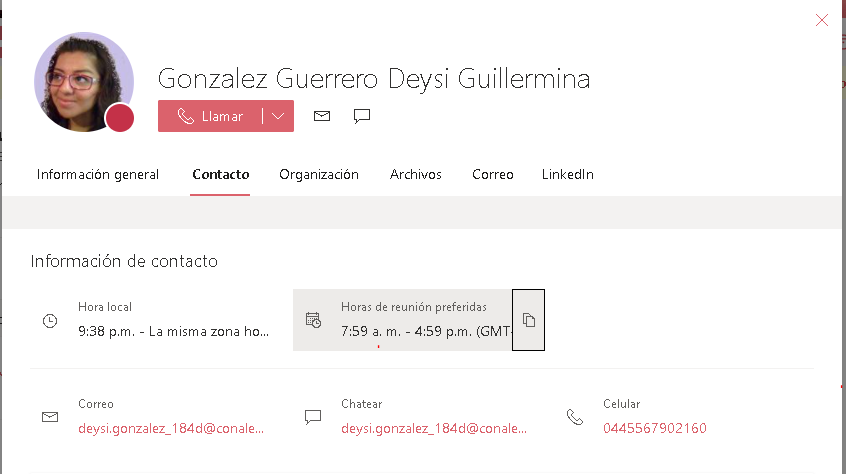 Gonzalez Guerrero Deysi Guillermina
Llamar
Información general Contacto Organización Archivos Correo LinkedIn
Información de contacto
Hora local
9:38 p.m. - La misma zona ho...
Horas de reunión preferidas
7:59 a. m. - 4:59 p.m. (GMT-
Correo
deysi.gonzalez_184d@conale...
Chatear
deysi.gonzalez_184d@conale...
Celular
0445567902160